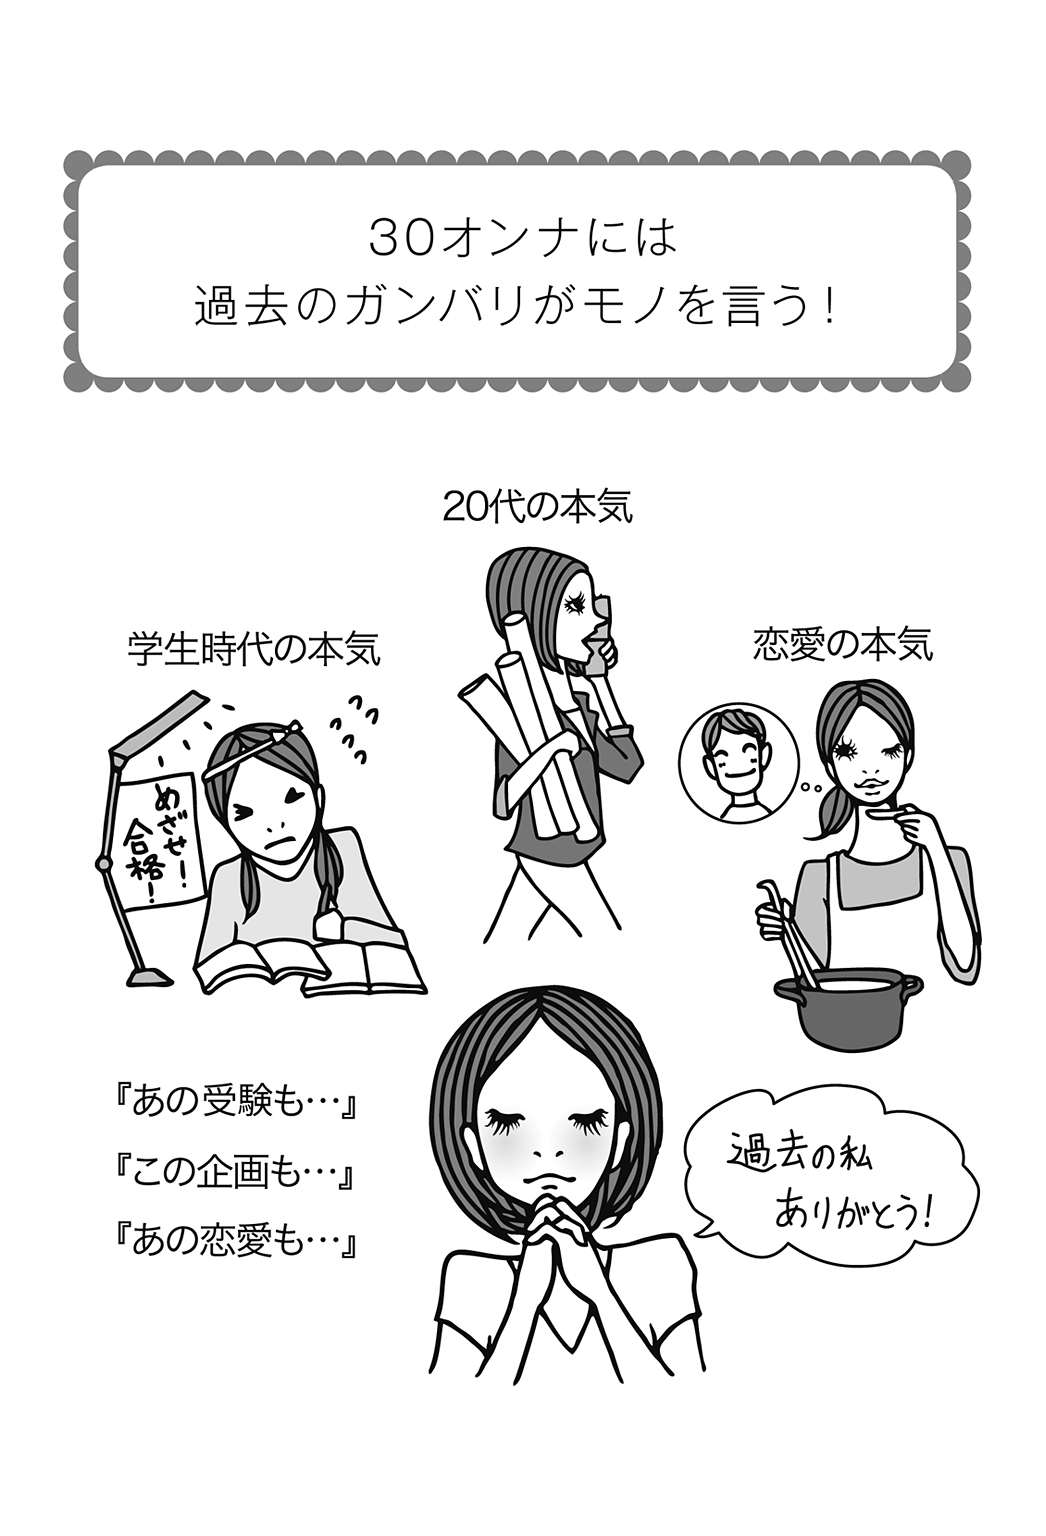 30オンナには
過去のガンバリがモノを言う!
20代の本気
学生時代の本気
恋愛の本気
めざせ!
合格!
『あの受験も…』
『この企画も…』
『あの恋愛も…』
過去の私
ありがとう!